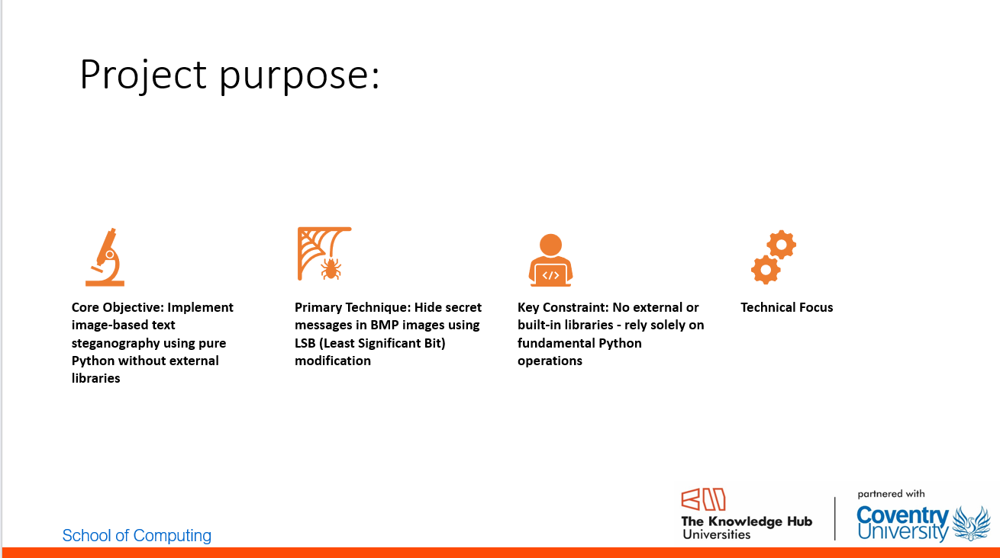 Project purpose:
</>
Core Objective: Implement
image-based text
steganography using pure
Python without external
libraries
Primary Technique: Hide secret
messages in BMP images using
LSB (Least Significant Bit)
modification
Key Constraint: No external or
built-in libraries - rely solely on
fundamental Python
operations
Technical Focus
School of Computing
The Knowledge Hub
Universities
partnered with
Coventry
University